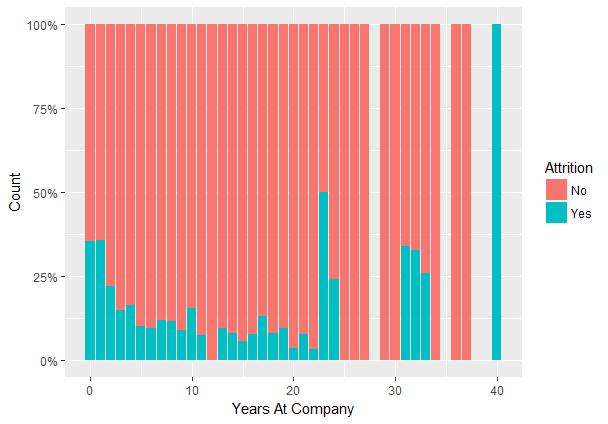 100%
75%
50%
25%
0%
Count
0
10
20
30
40
Years At Company
Attrition
No
Yes